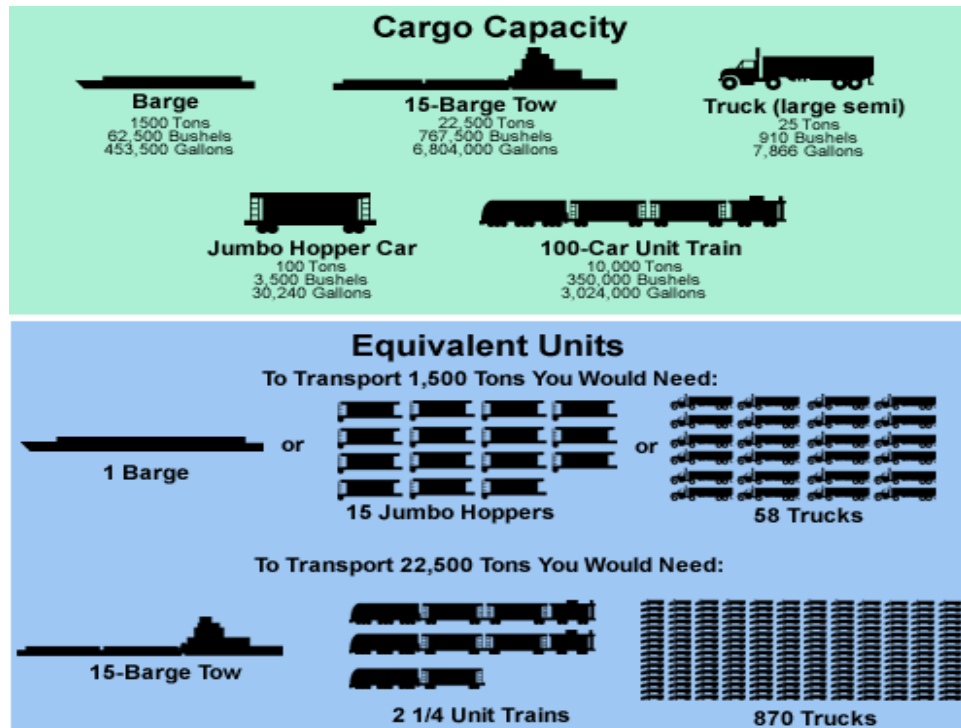 Cargo Capacity
Barge
1500 Tons
62,500 Bushels
453,500 Gallons
15-Barge Tow
22,500 Tons
767,500 Bushels
6,804,000 Gallons
Truck (large semi)
25 Tons
910 Bushels
7,866 Gallons
Jumbo Hopper Car
100 Tons
3,500 Bushels
30,240 Gallons
100-Car Unit Train
10,000 Tons
350,000 Bushels
3,024,000 Gallons
Equivalent Units
To Transport 1,500 Tons You Would Need:
1 Barge
or
15 Jumbo Hoppers
or
58 Trucks
To Transport 22,500 Tons You Would Need:
15-Barge Tow
2 1/4 Unit Trains
870 Trucks